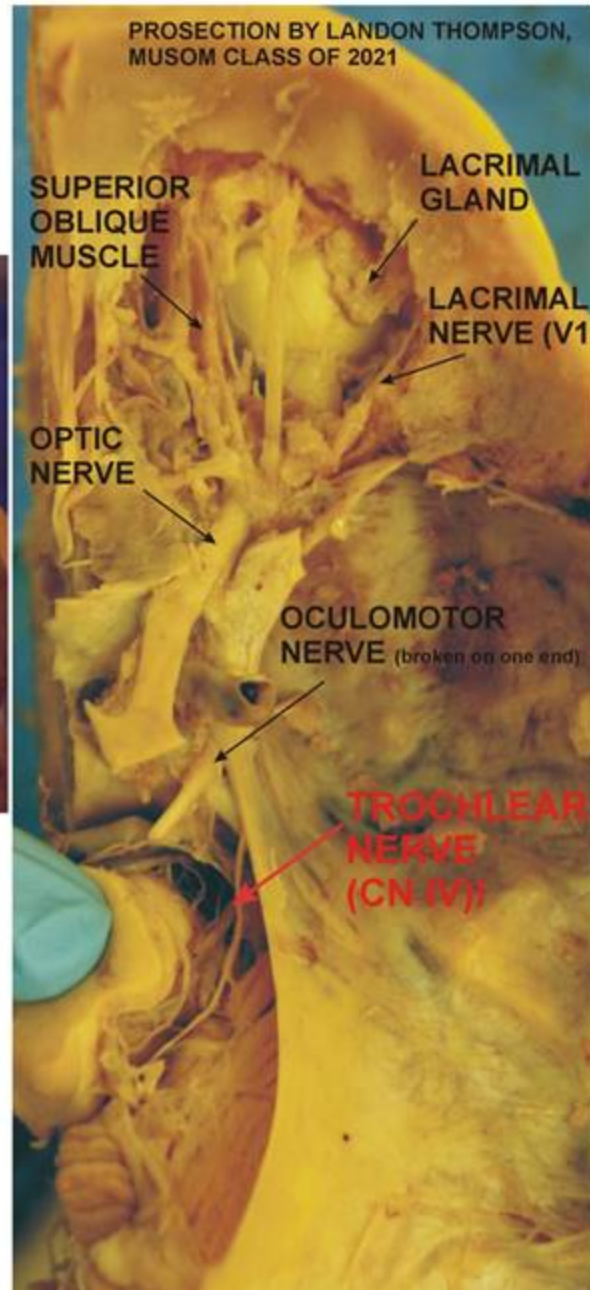 PROSECTION BY LANDON THOMPSON,
MUSOM CLASS OF 2021
SUPERIOR
OBLIQUE
MUSCLE
LACRIMAL
GLAND
LACRIMAL
NERVE (V1
OPTIC
NERVE
OCULOMOTOR
NERVE (broken on one end)
TROCHLEAR
NERVE
(CN IV)!